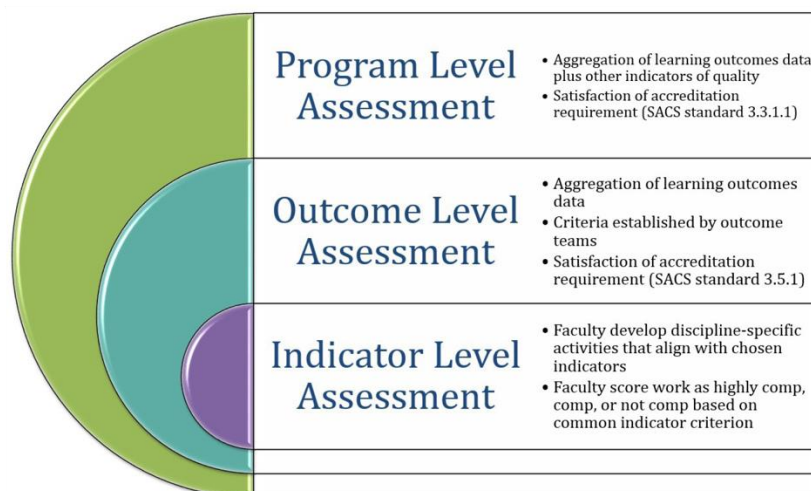 Program Level
Assessment
• Aggregation of learning outcomes data
plus other indicators of quality
• Satisfaction of accreditation
requirement (SACS standard 3.3.1.1)
Outcome Level
Assessment
• Aggregation of learning outcomes
data
• Criteria established by outcome
teams
• Satisfaction of accreditation
requirement (SACS standard 3.5.1)
Indicator Level
Assessment
• Faculty develop discipline-specific
activities that align with chosen
indicators
• Faculty score work as highly comp,
comp, or not comp based on
common indicator criterion